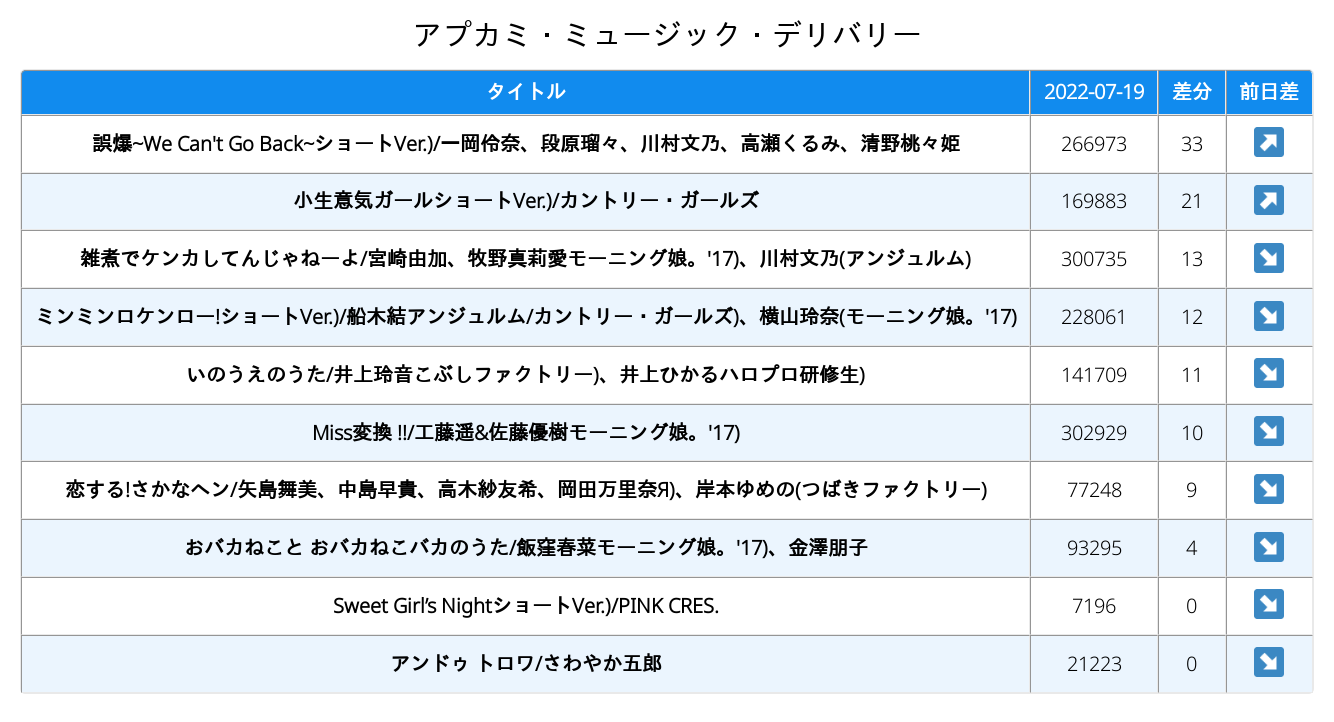 アプカミ・ミュージック・デリバリー
タイトル 2022-07-19 差分 前日差
誤爆~We Can't Go Back~ショートVer.)/一岡伶奈、段原瑠々、川村文乃、高瀬くるみ、清野桃々姫 266973 33 ↗
小生意気ガールショートVer.)/カントリー・ガールズ 169883 21 ↗
雑煮でケンカしてんじゃねーよ/宮崎由加、牧野真莉愛モーニング娘。'17)、川村文乃(アンジュルム) 300735 13 ↘
ミンミンロケンロー!ショートVer.)/船木結アンジュルム/カントリー・ガールズ)、横山玲奈(モーニング娘。'17) 228061 12 ↘
いのうえのうた/井上玲音こぶしファクトリー)、井上ひかるハロプロ研修生) 141709 11 ↘
Miss変換 !!/工藤遥&佐藤優樹モーニング娘。'17) 302929 10 ↘
恋する!さかなヘン/矢島舞美、中島早貴、高木紗友希、岡田万里奈Я)、岸本ゆめの(つばきファクトリー) 77248 9 ↘
おバカねこと おバカねこバカのうた/飯窪春菜モーニング娘。'17)、金澤朋子 93295 4 ↘
Sweet Girl’s NightショートVer.)/PINK CRES. 7196 0 ↘
アンドゥ トロワ/さわやか五郎 21223 0 ↘